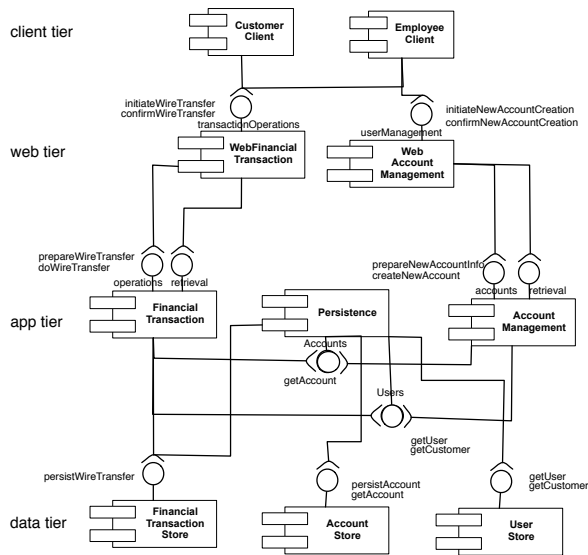 client tier
Customer
Client
Employee
Client
initiateWireTransfer
confirmWireTransfer
transactionOperations
initiateNewAccountCreation
confirmNewAccountCreation
userManagement
web tier
WebFinancial
Transaction
Web
Account
Management
prepareWireTransfer
doWireTransfer
operations
retrieval
prepareNewAccountInfo
createNewAccount
accounts
retrieval
app tier
Financial
Transaction
Persistence
Account
Management
Accounts
getAccount
Users
getUser
getCustomer
persistWireTransfer
persistAccount
getAccount
getUser
getCustomer
data tier
Financial
Transaction
Store
Account
Store
User
Store